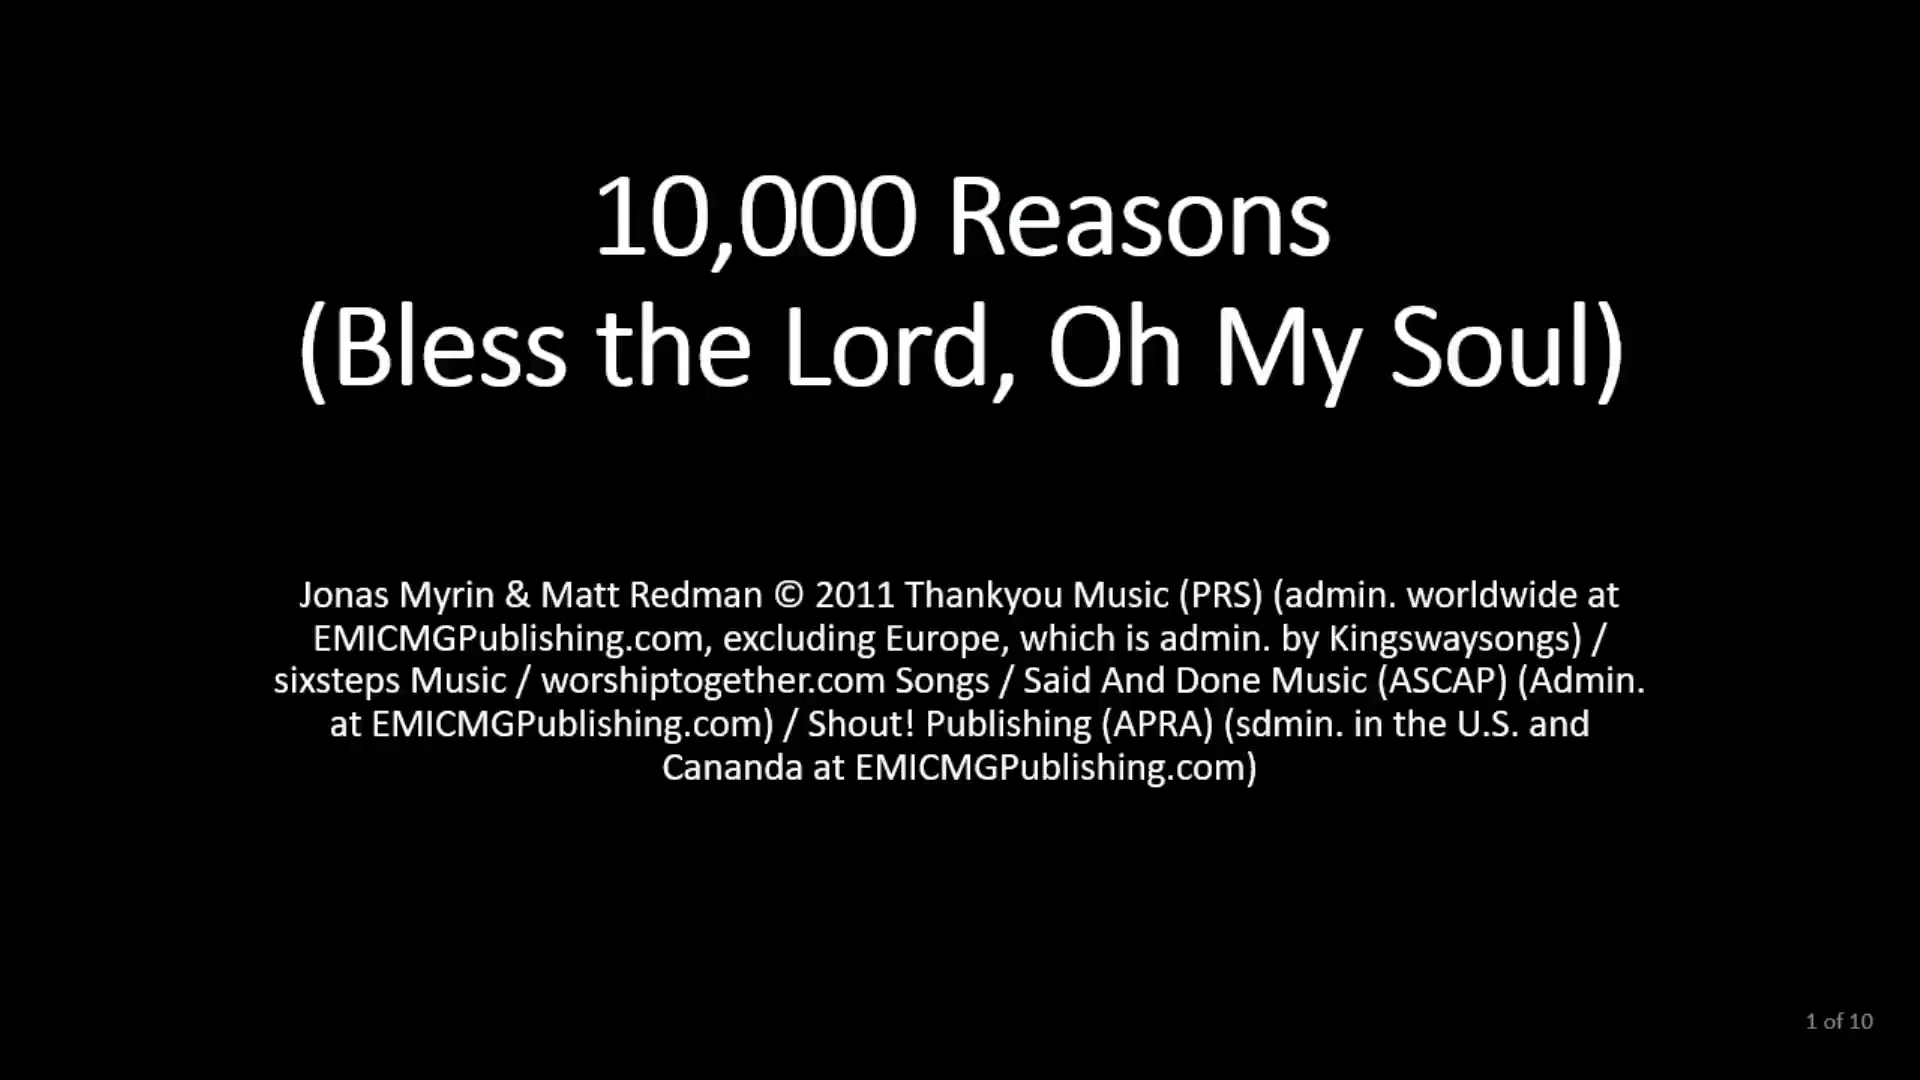 10,000 Reasons
(Bless the Lord, Oh My Soul)
Jonas Myrin & Matt Redman © 2011 Thankyou Music (PRS) (admin. worldwide at
EMICMGPublishing.com, excluding Europe, which is admin. by Kingswaysongs) /
sixsteps Music / worshiptogether.com Songs / Said And Done Music (ASCAP) (Admin.
at EMICMGPublishing.com) / Shout! Publishing (APRA) (sdmin. in the U.S. and
Cananda at EMICMGPublishing.com)
1 of 10